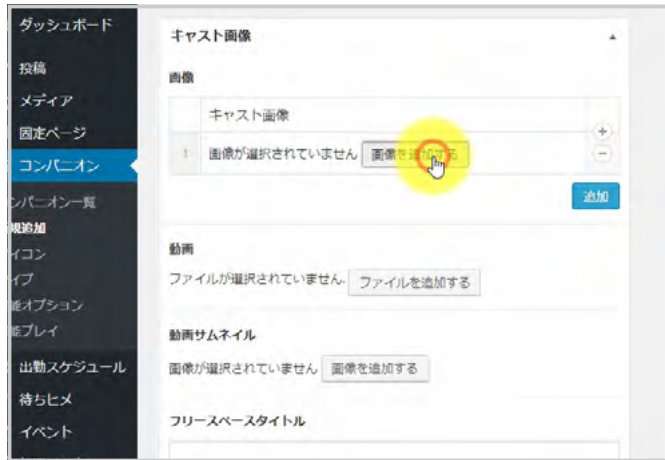 ダッシュボード
投稿
メディア
固定ページ
コンパニオン
ンパニオン一覧
規追加
イコン
イプ
能オプション
能プレイ
出勤スケジュール
待ちヒメ
イベント
キャスト画像
画像
キャスト画像
1 画像が選択されていません 画像を追加する
追加
動画
ファイルが選択されていません. ファイルを追加する
動画サムネイル
画像が選択されていません 画像を追加する
フリースペースタイトル